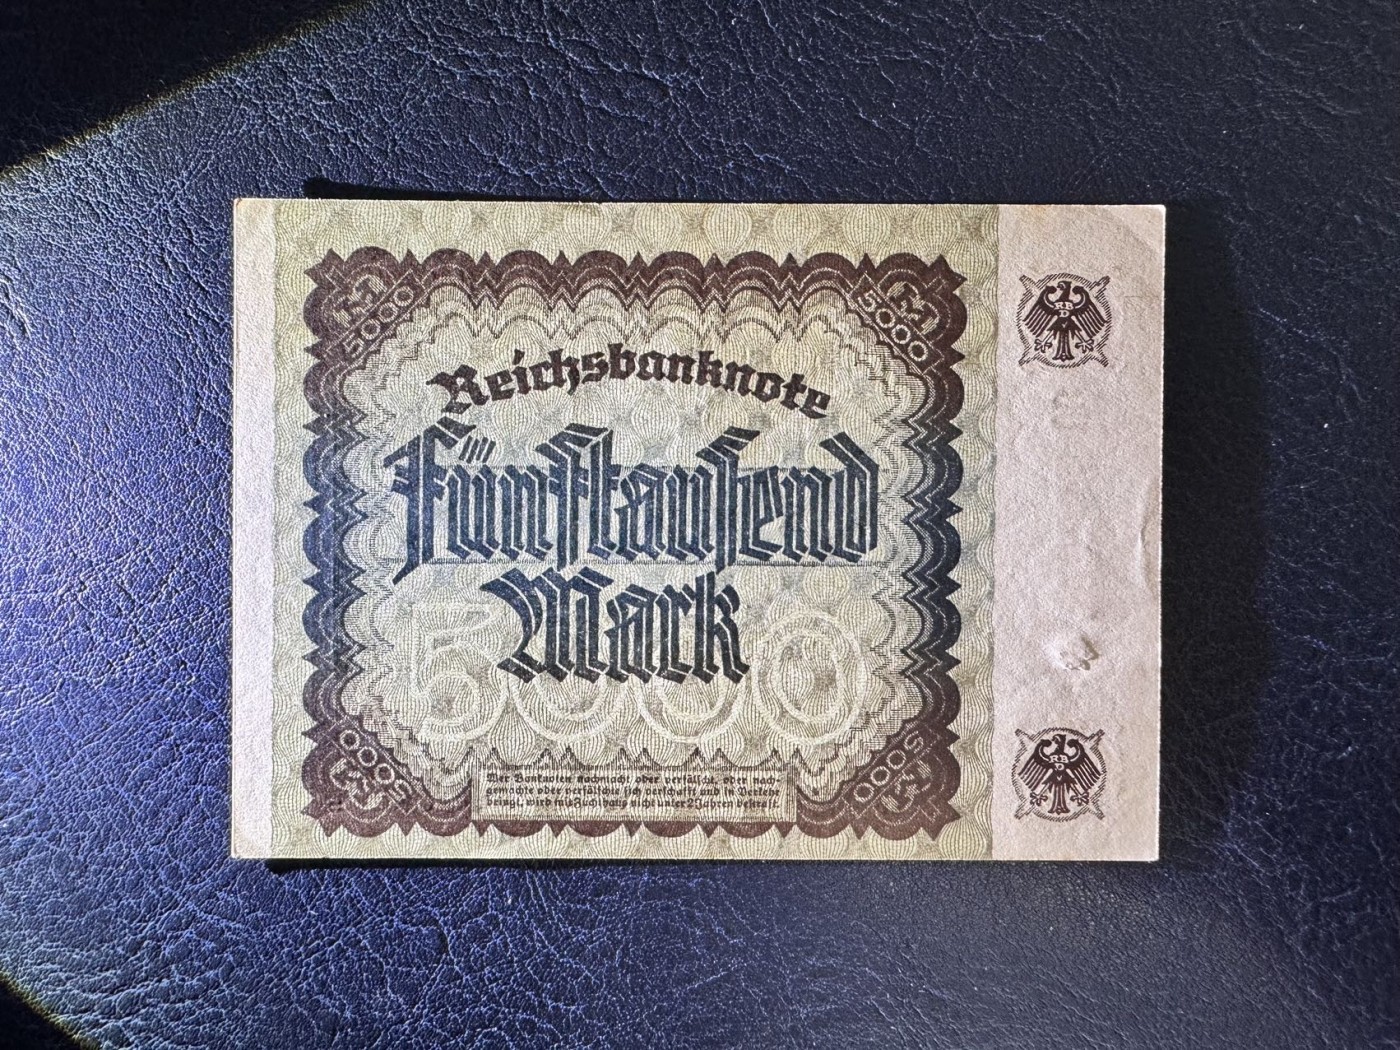 5000
5000
RBD
Reichsbanknote
Fünftausend
Mark
5000
5000
5000
RBD
Wer Banknoten nachmacht oder verfälscht, oder nach-
gemachte oder verfälschte sich verschafft und in Verkehr
bringt, wird mit Zuchthaus nicht unter 2 Jahren bestraft.